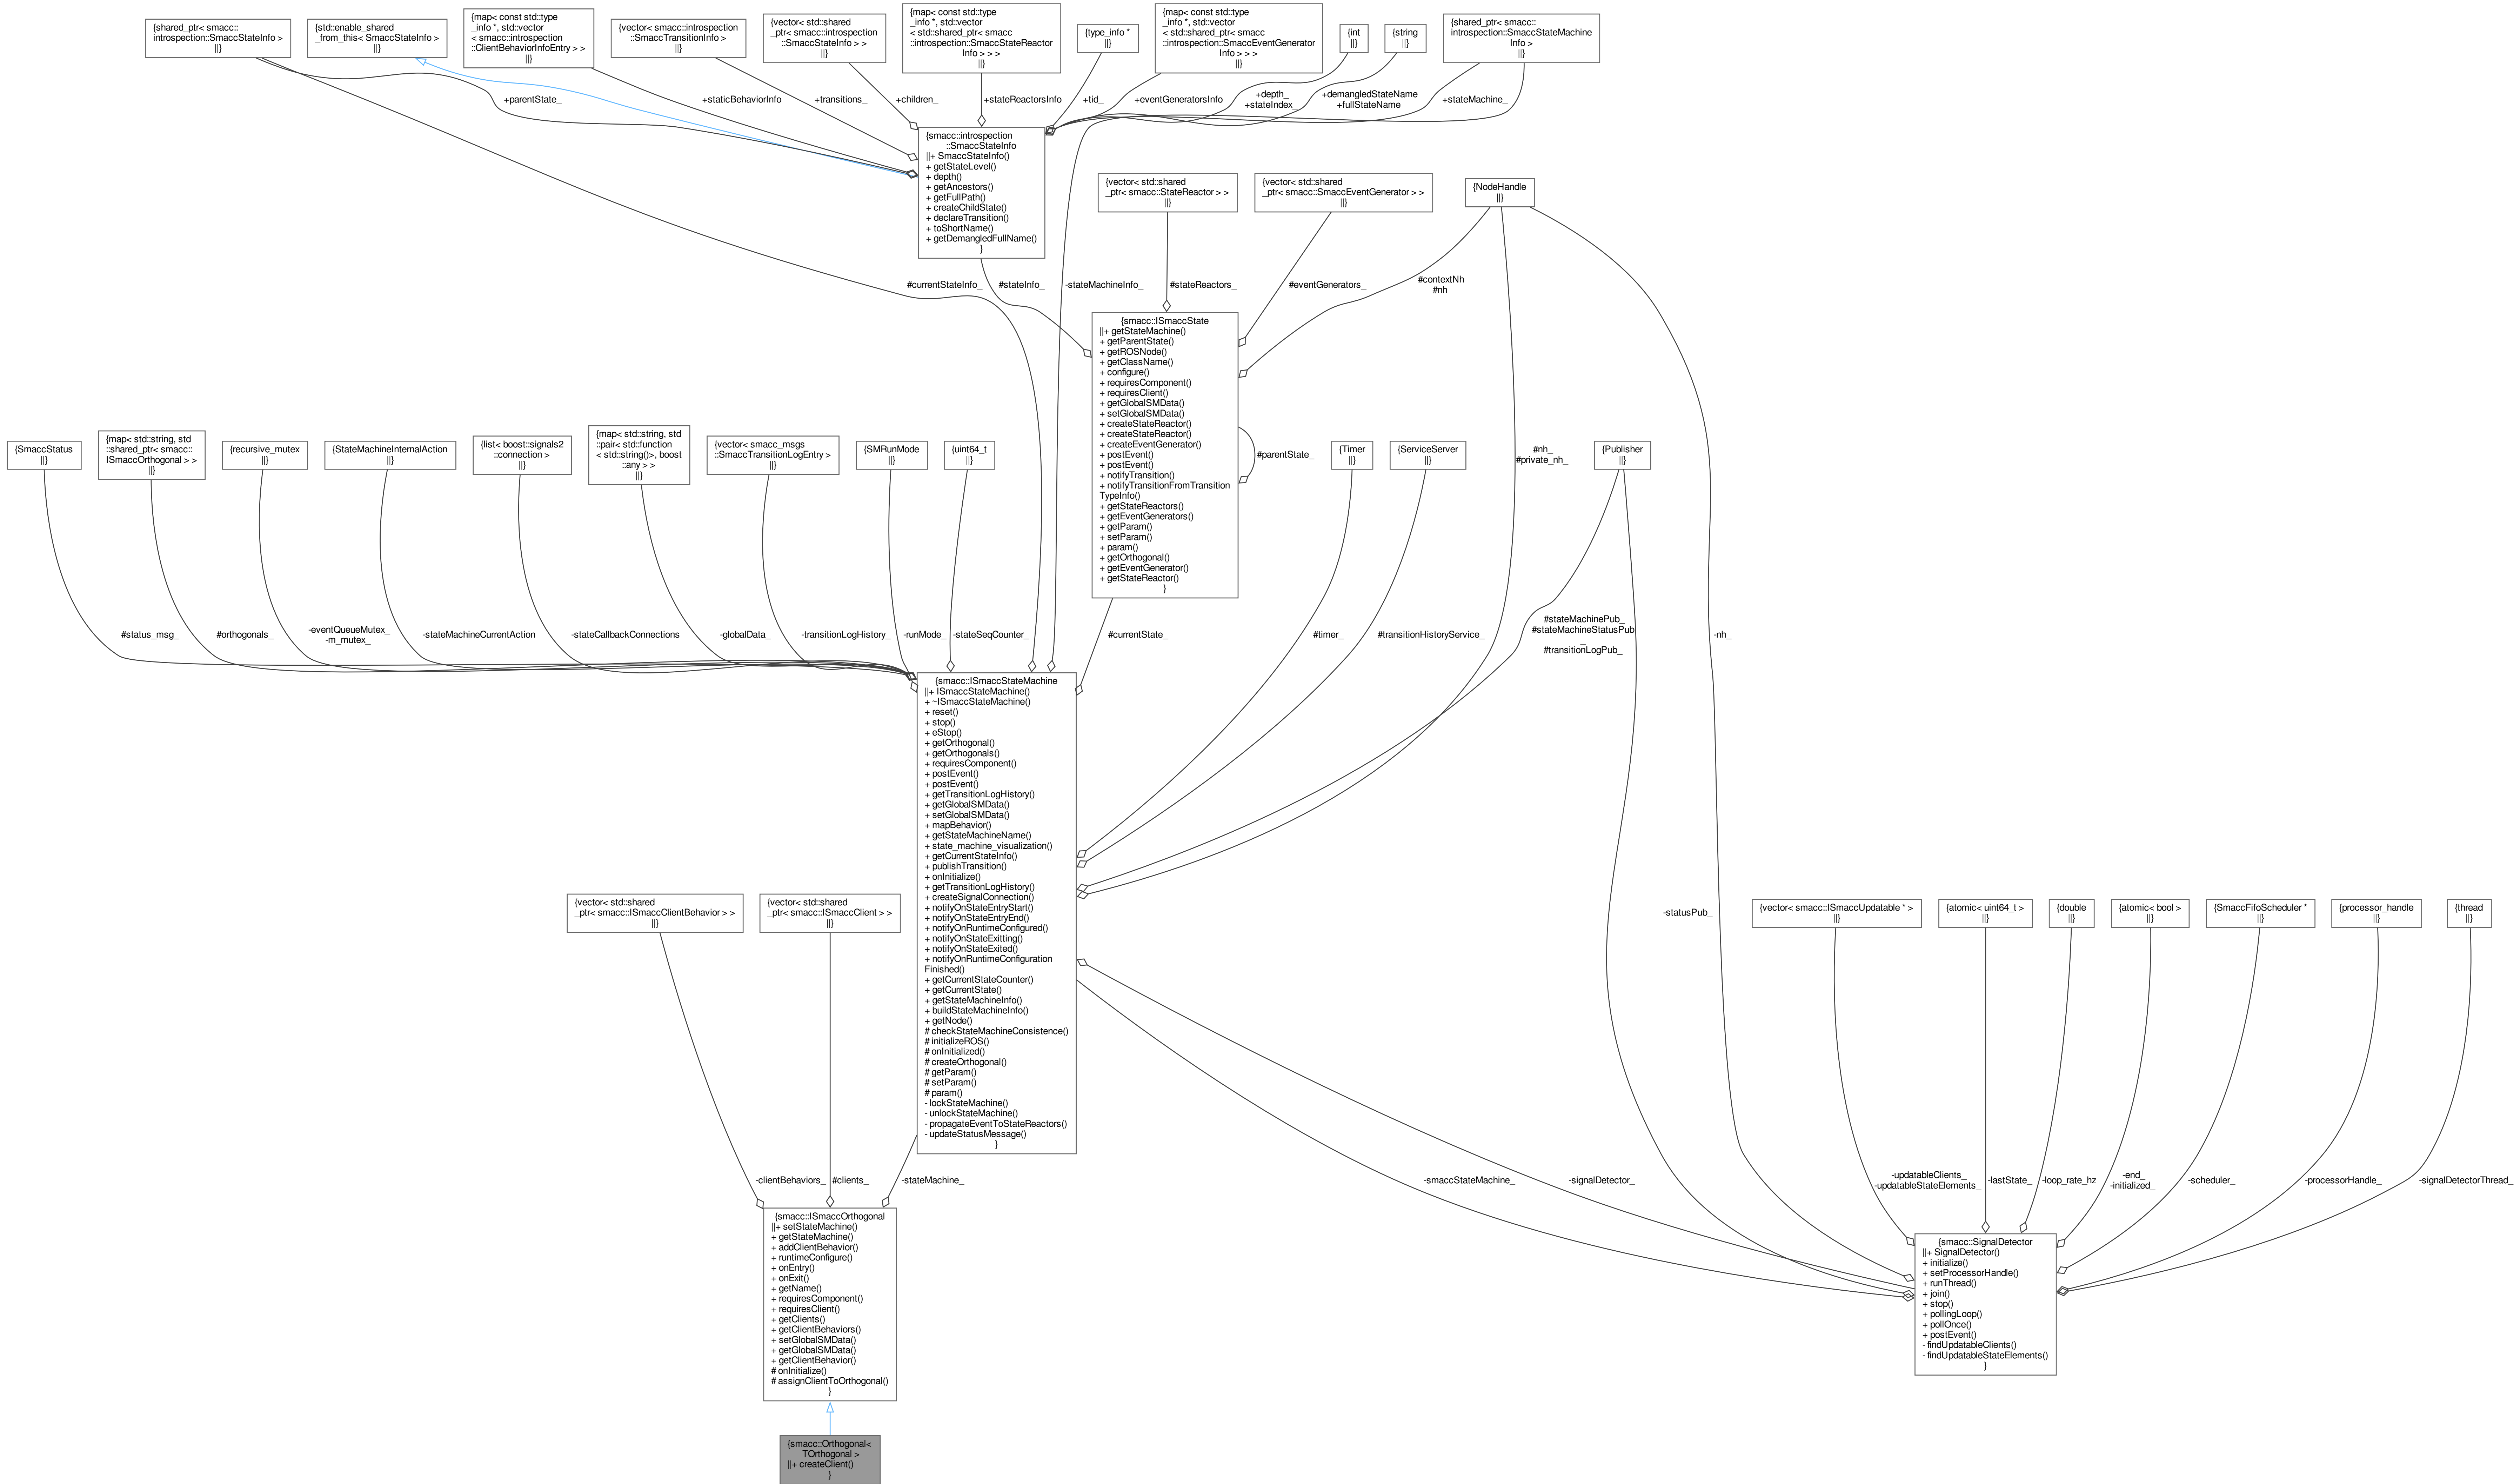 {shared_ptr< smacc::
introspection::SmaccStateInfo >
||}
{std::enable_shared
_from_this< SmaccStateInfo >
||}
{map< const std::type
_info *, std::vector
< smacc::introspection
::ClientBehaviorInfoEntry > >
||}
{vector< smacc::introspection
::SmaccTransitionInfo >
||}
{vector< std::shared
_ptr< smacc::introspection
::SmaccStateInfo > >
||}
{map< const std::type
_info *, std::vector
< std::shared_ptr< smacc
::introspection::SmaccStateReactor
Info > > >
||}
{type_info *
||}
{map< const std::type
_info *, std::vector
< std::shared_ptr< smacc
::introspection::SmaccEventGenerator
Info > > >
||}
{int
||}
{string
||}
{shared_ptr< smacc::
introspection::SmaccStateMachine
Info >
||}
+parentState_
+staticBehaviorInfo
+transitions_
+children_
+stateReactorsInfo
+tid_
+eventGeneratorsInfo
+depth_
+stateIndex_
+demangledStateName
+fullStateName
+stateMachine_
{smacc::introspection
::SmaccStateInfo
||+ SmaccStateInfo()
+ getStateLevel()
+ depth()
+ getAncestors()
+ getFullPath()
+ createChildState()
+ declareTransition()
+ toShortName()
+ getDemangledFullName()
}
{vector< std::shared
_ptr< smacc::StateReactor > >
||}
{vector< std::shared
_ptr< smacc::SmaccEventGenerator > >
||}
{NodeHandle
||}
#currentStateInfo_
#stateInfo_
-stateMachineInfo_
#stateReactors_
#eventGenerators_
#contextNh
#nh
{smacc::ISmaccState
||+ getStateMachine()
+ getParentState()
+ getROSNode()
+ getClassName()
+ configure()
+ requiresComponent()
+ requiresClient()
+ getGlobalSMData()
+ setGlobalSMData()
+ createStateReactor()
+ createStateReactor()
+ createEventGenerator()
+ postEvent()
+ postEvent()
+ notifyTransition()
+ notifyTransitionFromTransition
TypeInfo()
+ getStateReactors()
+ getEventGenerators()
+ getParam()
+ setParam()
+ param()
+ getOrthogonal()
+ getEventGenerator()
+ getStateReactor()
}
#parentState_
{SmaccStatus
||}
{map< std::string, std
::shared_ptr< smacc::
ISmaccOrthogonal > >
||}
{recursive_mutex
||}
{StateMachineInternalAction
||}
{list< boost::signals2
::connection >
||}
{map< std::string, std
::pair< std::function
< std::string()>, boost
::any > >
||}
{vector< smacc_msgs
::SmaccTransitionLogEntry >
||}
{SMRunMode
||}
{uint64_t
||}
{Timer
||}
{ServiceServer
||}
#nh_
#private_nh_
{Publisher
||}
#status_msg_
#orthogonals_
-eventQueueMutex_
-m_mutex_
-stateMachineCurrentAction
-stateCallbackConnections
-globalData_
-transitionLogHistory_
-runMode_
-stateSeqCounter_
#currentState_
#timer_
#transitionHistoryService_
#stateMachinePub_
#stateMachineStatusPub
_
#transitionLogPub_
-nh_
{smacc::ISmaccStateMachine
||+ ISmaccStateMachine()
+ ~ISmaccStateMachine()
+ reset()
+ stop()
+ eStop()
+ getOrthogonal()
+ getOrthogonals()
+ requiresComponent()
+ postEvent()
+ postEvent()
+ getTransitionLogHistory()
+ getGlobalSMData()
+ setGlobalSMData()
+ mapBehavior()
+ getStateMachineName()
+ state_machine_visualization()
+ getCurrentStateInfo()
+ publishTransition()
+ onInitialize()
+ getTransitionLogHistory()
+ createSignalConnection()
+ notifyOnStateEntryStart()
+ notifyOnStateEntryEnd()
+ notifyOnRuntimeConfigured()
+ notifyOnStateExitting()
+ notifyOnStateExited()
+ notifyOnRuntimeConfiguration
Finished()
+ getCurrentStateCounter()
+ getCurrentState()
+ getStateMachineInfo()
+ buildStateMachineInfo()
+ getNode()
# checkStateMachineConsistence()
# initializeROS()
# onInitialized()
# createOrthogonal()
# getParam()
# setParam()
# param()
- lockStateMachine()
- unlockStateMachine()
- propagateEventToStateReactors()
- updateStatusMessage()
}
{vector< std::shared
_ptr< smacc::ISmaccClientBehavior > >
||}
{vector< std::shared
_ptr< smacc::ISmaccClient > >
||}
-statusPub_
{vector< smacc::ISmaccUpdatable * >
||}
{atomic< uint64_t >
||}
{double
||}
{atomic< bool >
||}
{SmaccFifoScheduler *
||}
{processor_handle
||}
{thread
||}
-clientBehaviors_
#clients_
-stateMachine_
-smaccStateMachine_
-signalDetector_
-updatableClients_
-updatableStateElements_
-lastState_
-loop_rate_hz
-end_
-initialized_
-scheduler_
-processorHandle_
-signalDetectorThread_
{smacc::ISmaccOrthogonal
||+ setStateMachine()
+ getStateMachine()
+ addClientBehavior()
+ runtimeConfigure()
+ onEntry()
+ onExit()
+ getName()
+ requiresComponent()
+ requiresClient()
+ getClients()
+ getClientBehaviors()
+ setGlobalSMData()
+ getGlobalSMData()
+ getClientBehavior()
# onInitialize()
# assignClientToOrthogonal()
}
{smacc::SignalDetector
||+ SignalDetector()
+ initialize()
+ setProcessorHandle()
+ runThread()
+ join()
+ stop()
+ pollingLoop()
+ pollOnce()
+ postEvent()
- findUpdatableClients()
- findUpdatableStateElements()
}
{smacc::Orthogonal<
TOrthogonal >
||+ createClient()
}